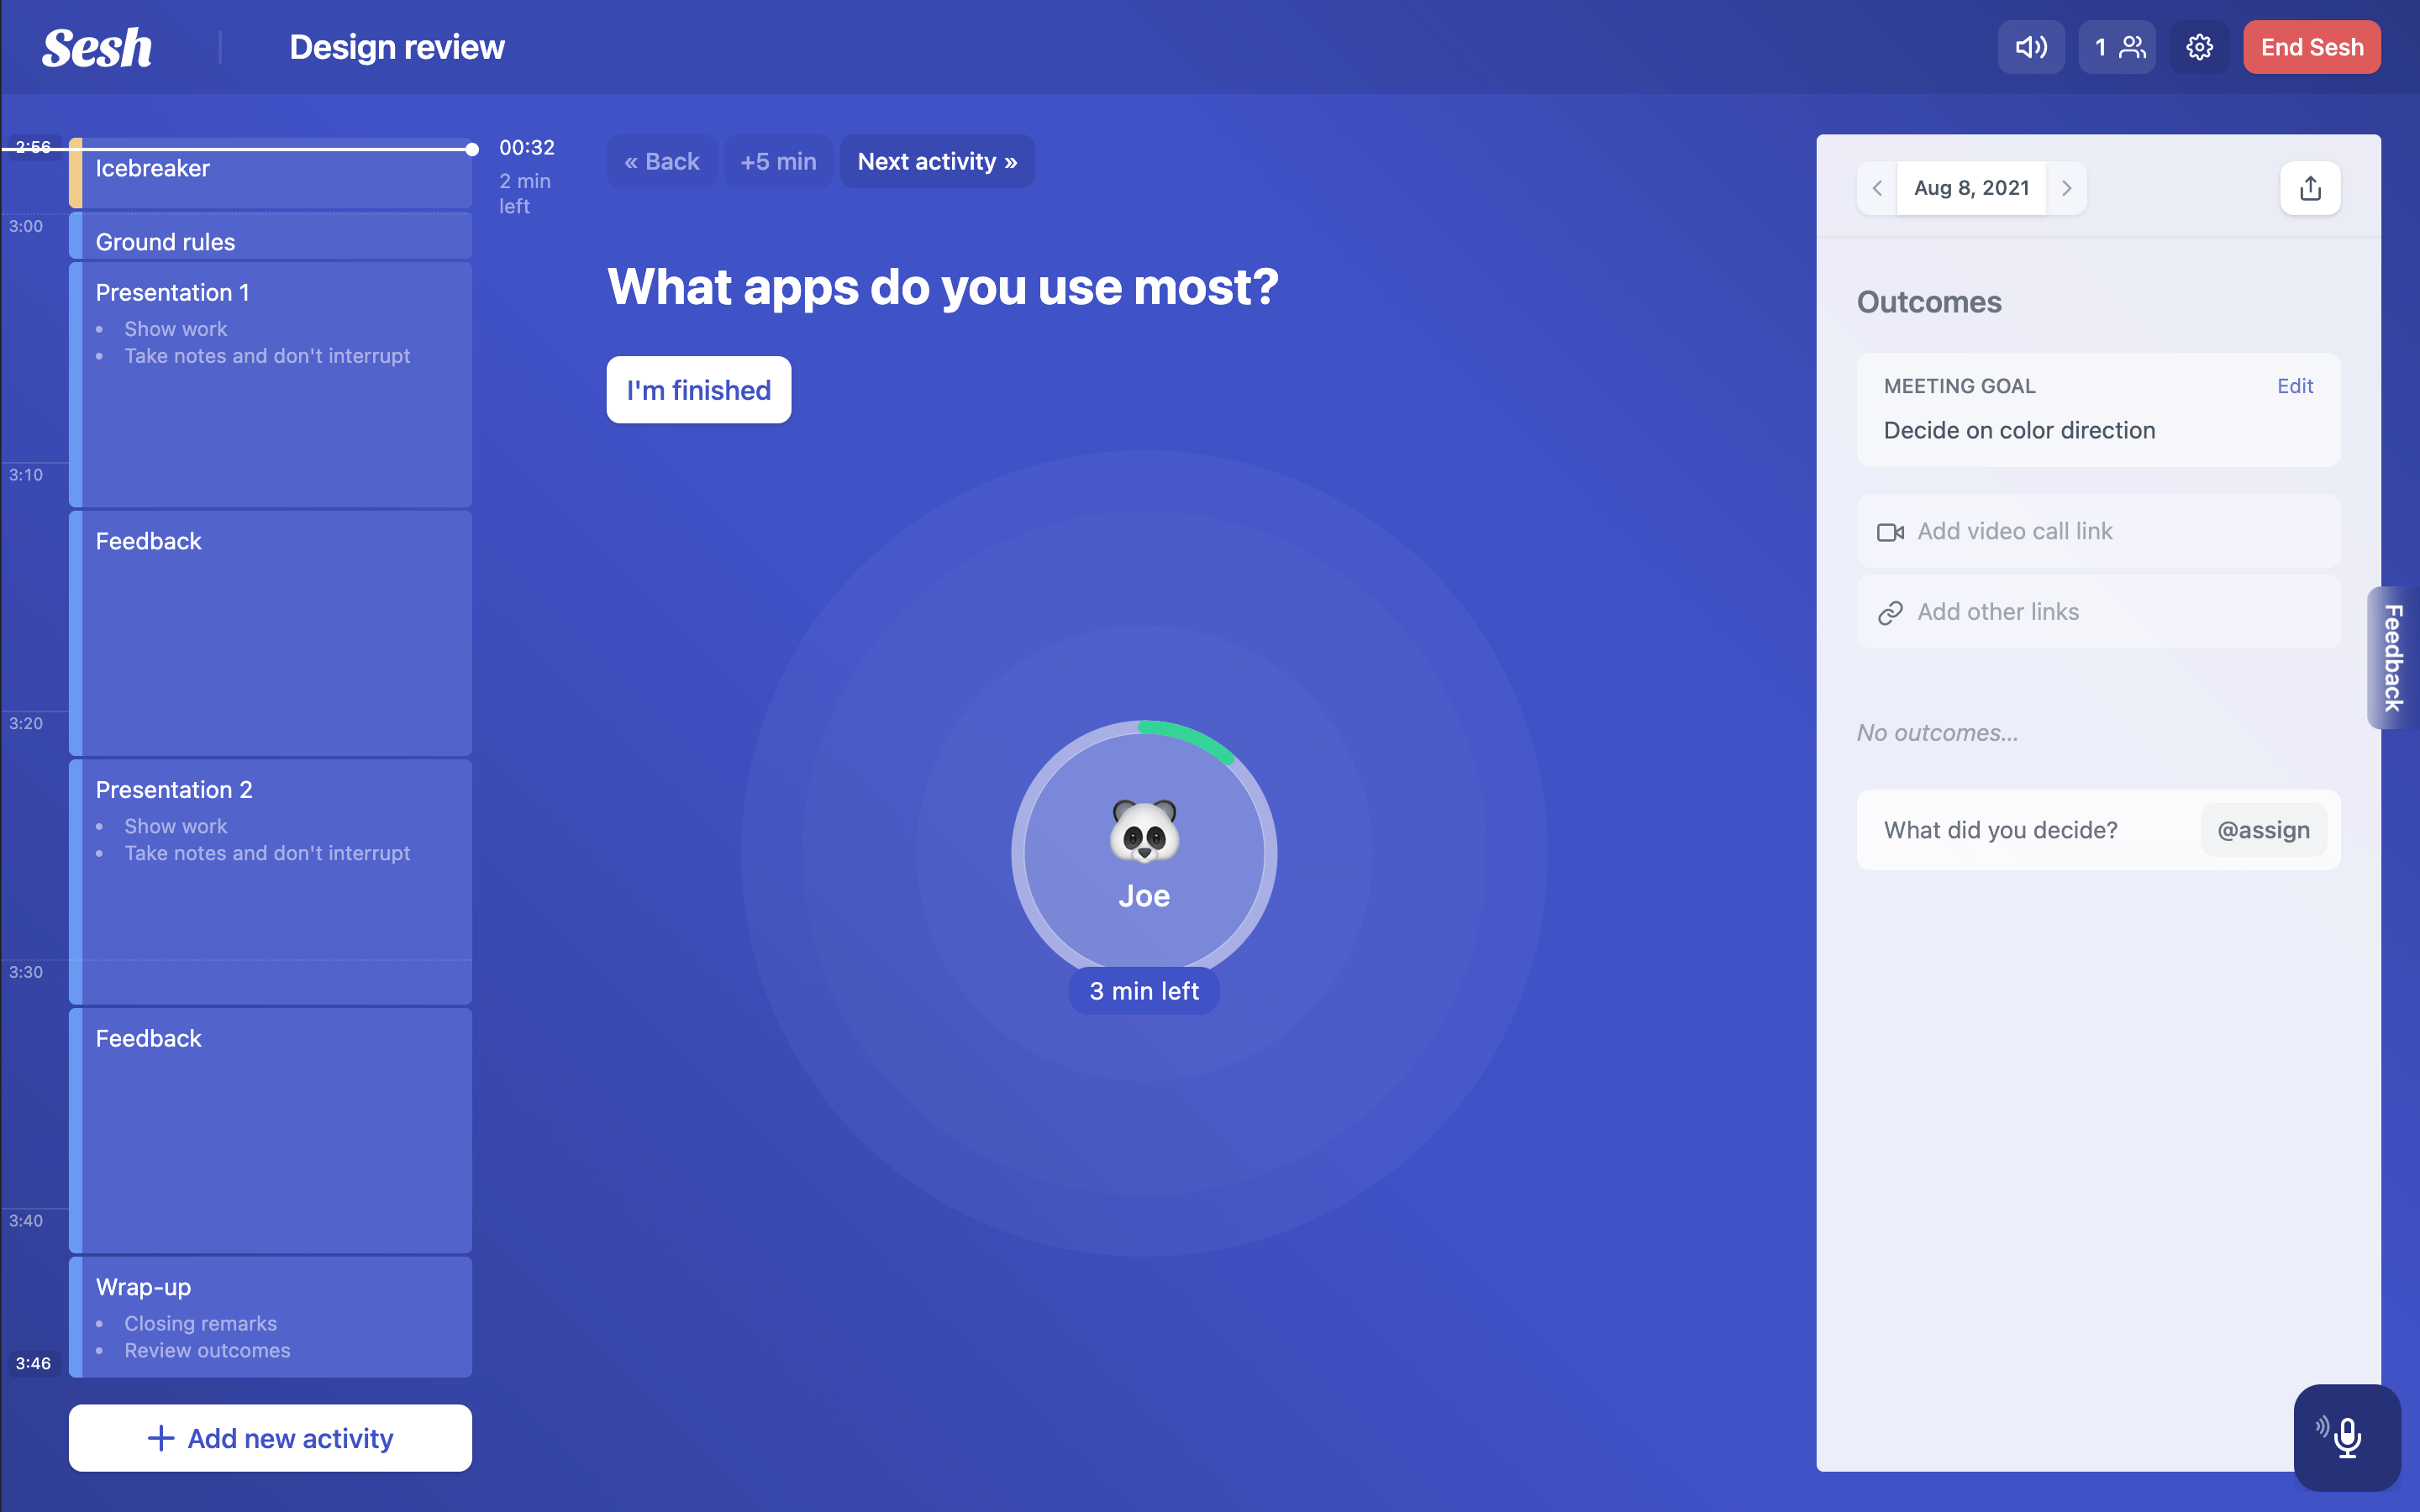 Sesh
Design review
1
End Sesh
2:56
Icebreaker
3:00
Ground rules
Presentation 1
• Show work
• Take notes and don't interrupt
3:10
Feedback
3:20
Presentation 2
• Show work
• Take notes and don't interrupt
3:30
Feedback
3:40
Wrap-up
• Closing remarks
• Review outcomes
3:46
+ Add new activity
00:32
2 min
left
« Back
+5 min
Next activity »
What apps do you use most?
I'm finished
Joe
3 min left
Aug 8, 2021
Outcomes
MEETING GOAL
Edit
Decide on color direction
Add video call link
Add other links
No outcomes...
What did you decide?
@assign
Feedback